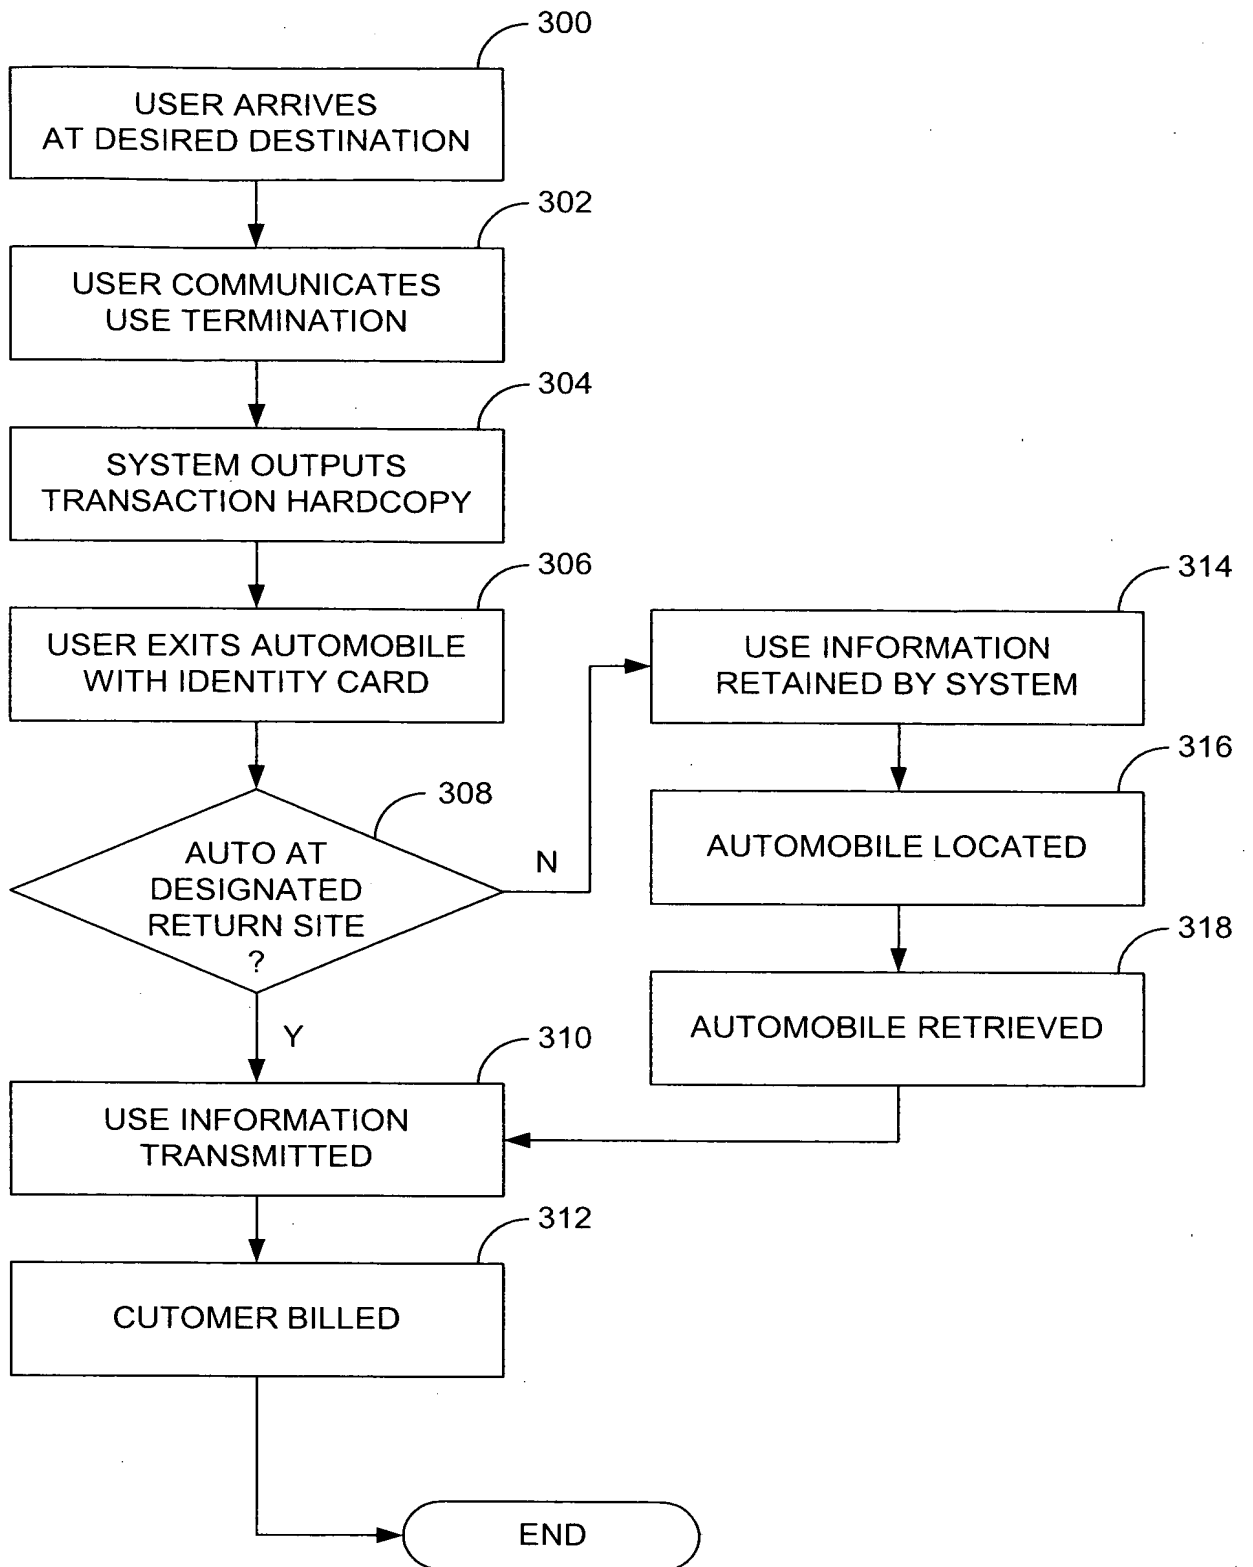 300
USER ARRIVES
AT DESIRED DESTINATION
302
USER COMMUNICATES
USE TERMINATION
304
SYSTEM OUTPUTS
TRANSACTION HARDCOPY
306
USER EXITS AUTOMOBILE
WITH IDENTITY CARD
308
AUTO AT
DESIGNATED
RETURN SITE
?
N
Y
314
USE INFORMATION
RETAINED BY SYSTEM
316
AUTOMOBILE LOCATED
318
AUTOMOBILE RETRIEVED
310
USE INFORMATION
TRANSMITTED
312
CUTOMER BILLED
END